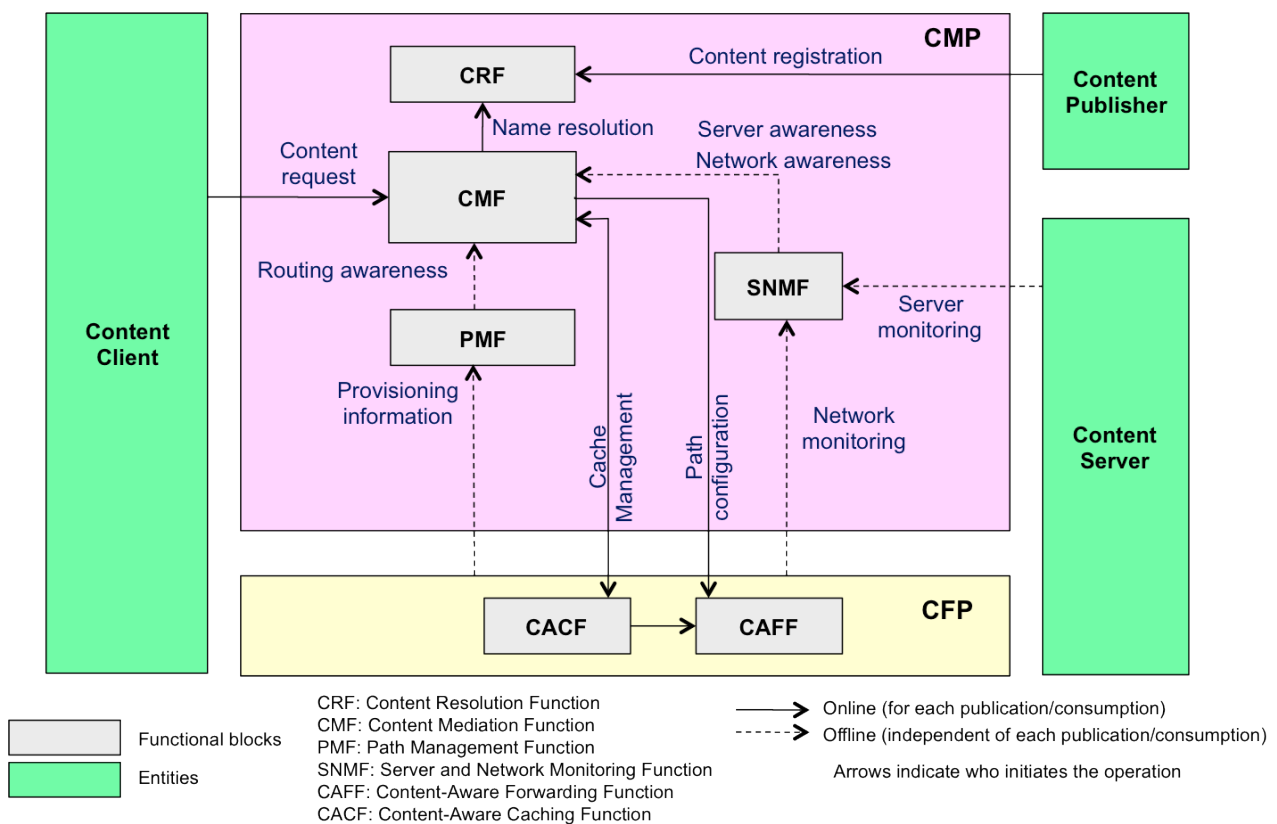 CMP
CRF
Content registration
Content
Publisher
Name resolution
Server awareness
Network awareness
Content
request
CMF
Routing awareness
SNMF
Server
monitoring
Content
Client
PMF
Provisioning
information
Cache
Management
Path
configuration
Network
monitoring
Content
Server
CFP
CACF
CAFF
Functional blocks
Entities
CRF: Content Resolution Function
CMF: Content Mediation Function
PMF: Path Management Function
SNMF: Server and Network Monitoring Function
CAFF: Content-Aware Forwarding Function
CACF: Content-Aware Caching Function
Online (for each publication/consumption)
Offline (independent of each publication/consumption)
Arrows indicate who initiates the operation